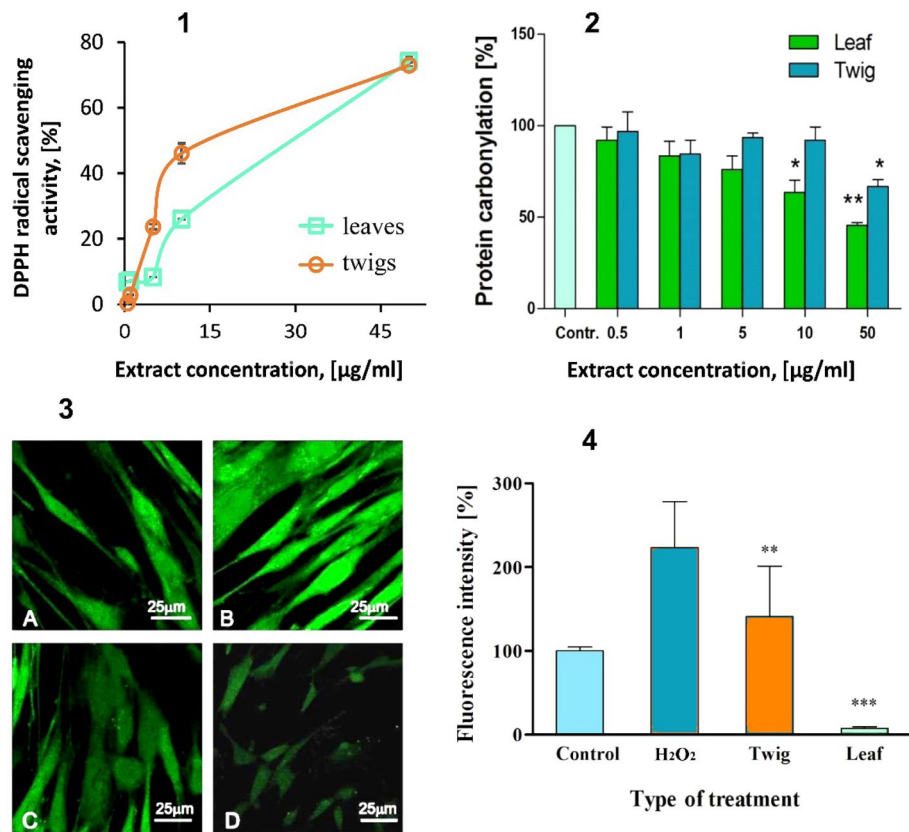 1
DPPH radical scavenging
activity, [%]
80
60
40
20
0
leaves
twigs
0 15 30 45
Extract concentration, [µg/ml]
2
Leaf
Twig
Protein carbonylation [%]
150
100
50
0
* *
**
Contr. 0.5 1 5 10 50
Extract concentration, [µg/ml]
3
A 25µm
B 25µm
C 25µm
D 25µm
4
Fluorescence intensity [%]
300
200
100
0
**
***
Control H2O2 Twig Leaf
Type of treatment